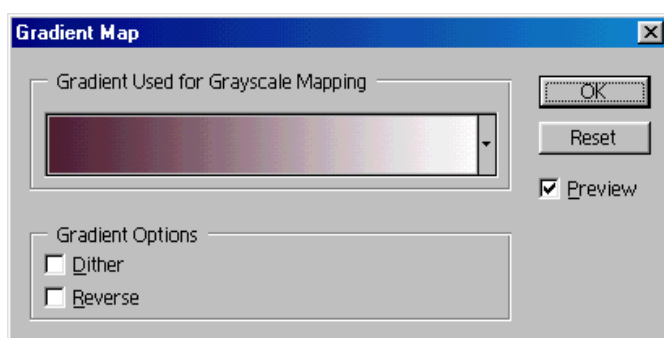 Gradient Map
Gradient Used for Grayscale Mapping
OK
Reset
Preview
Gradient Options
Dither
Reverse